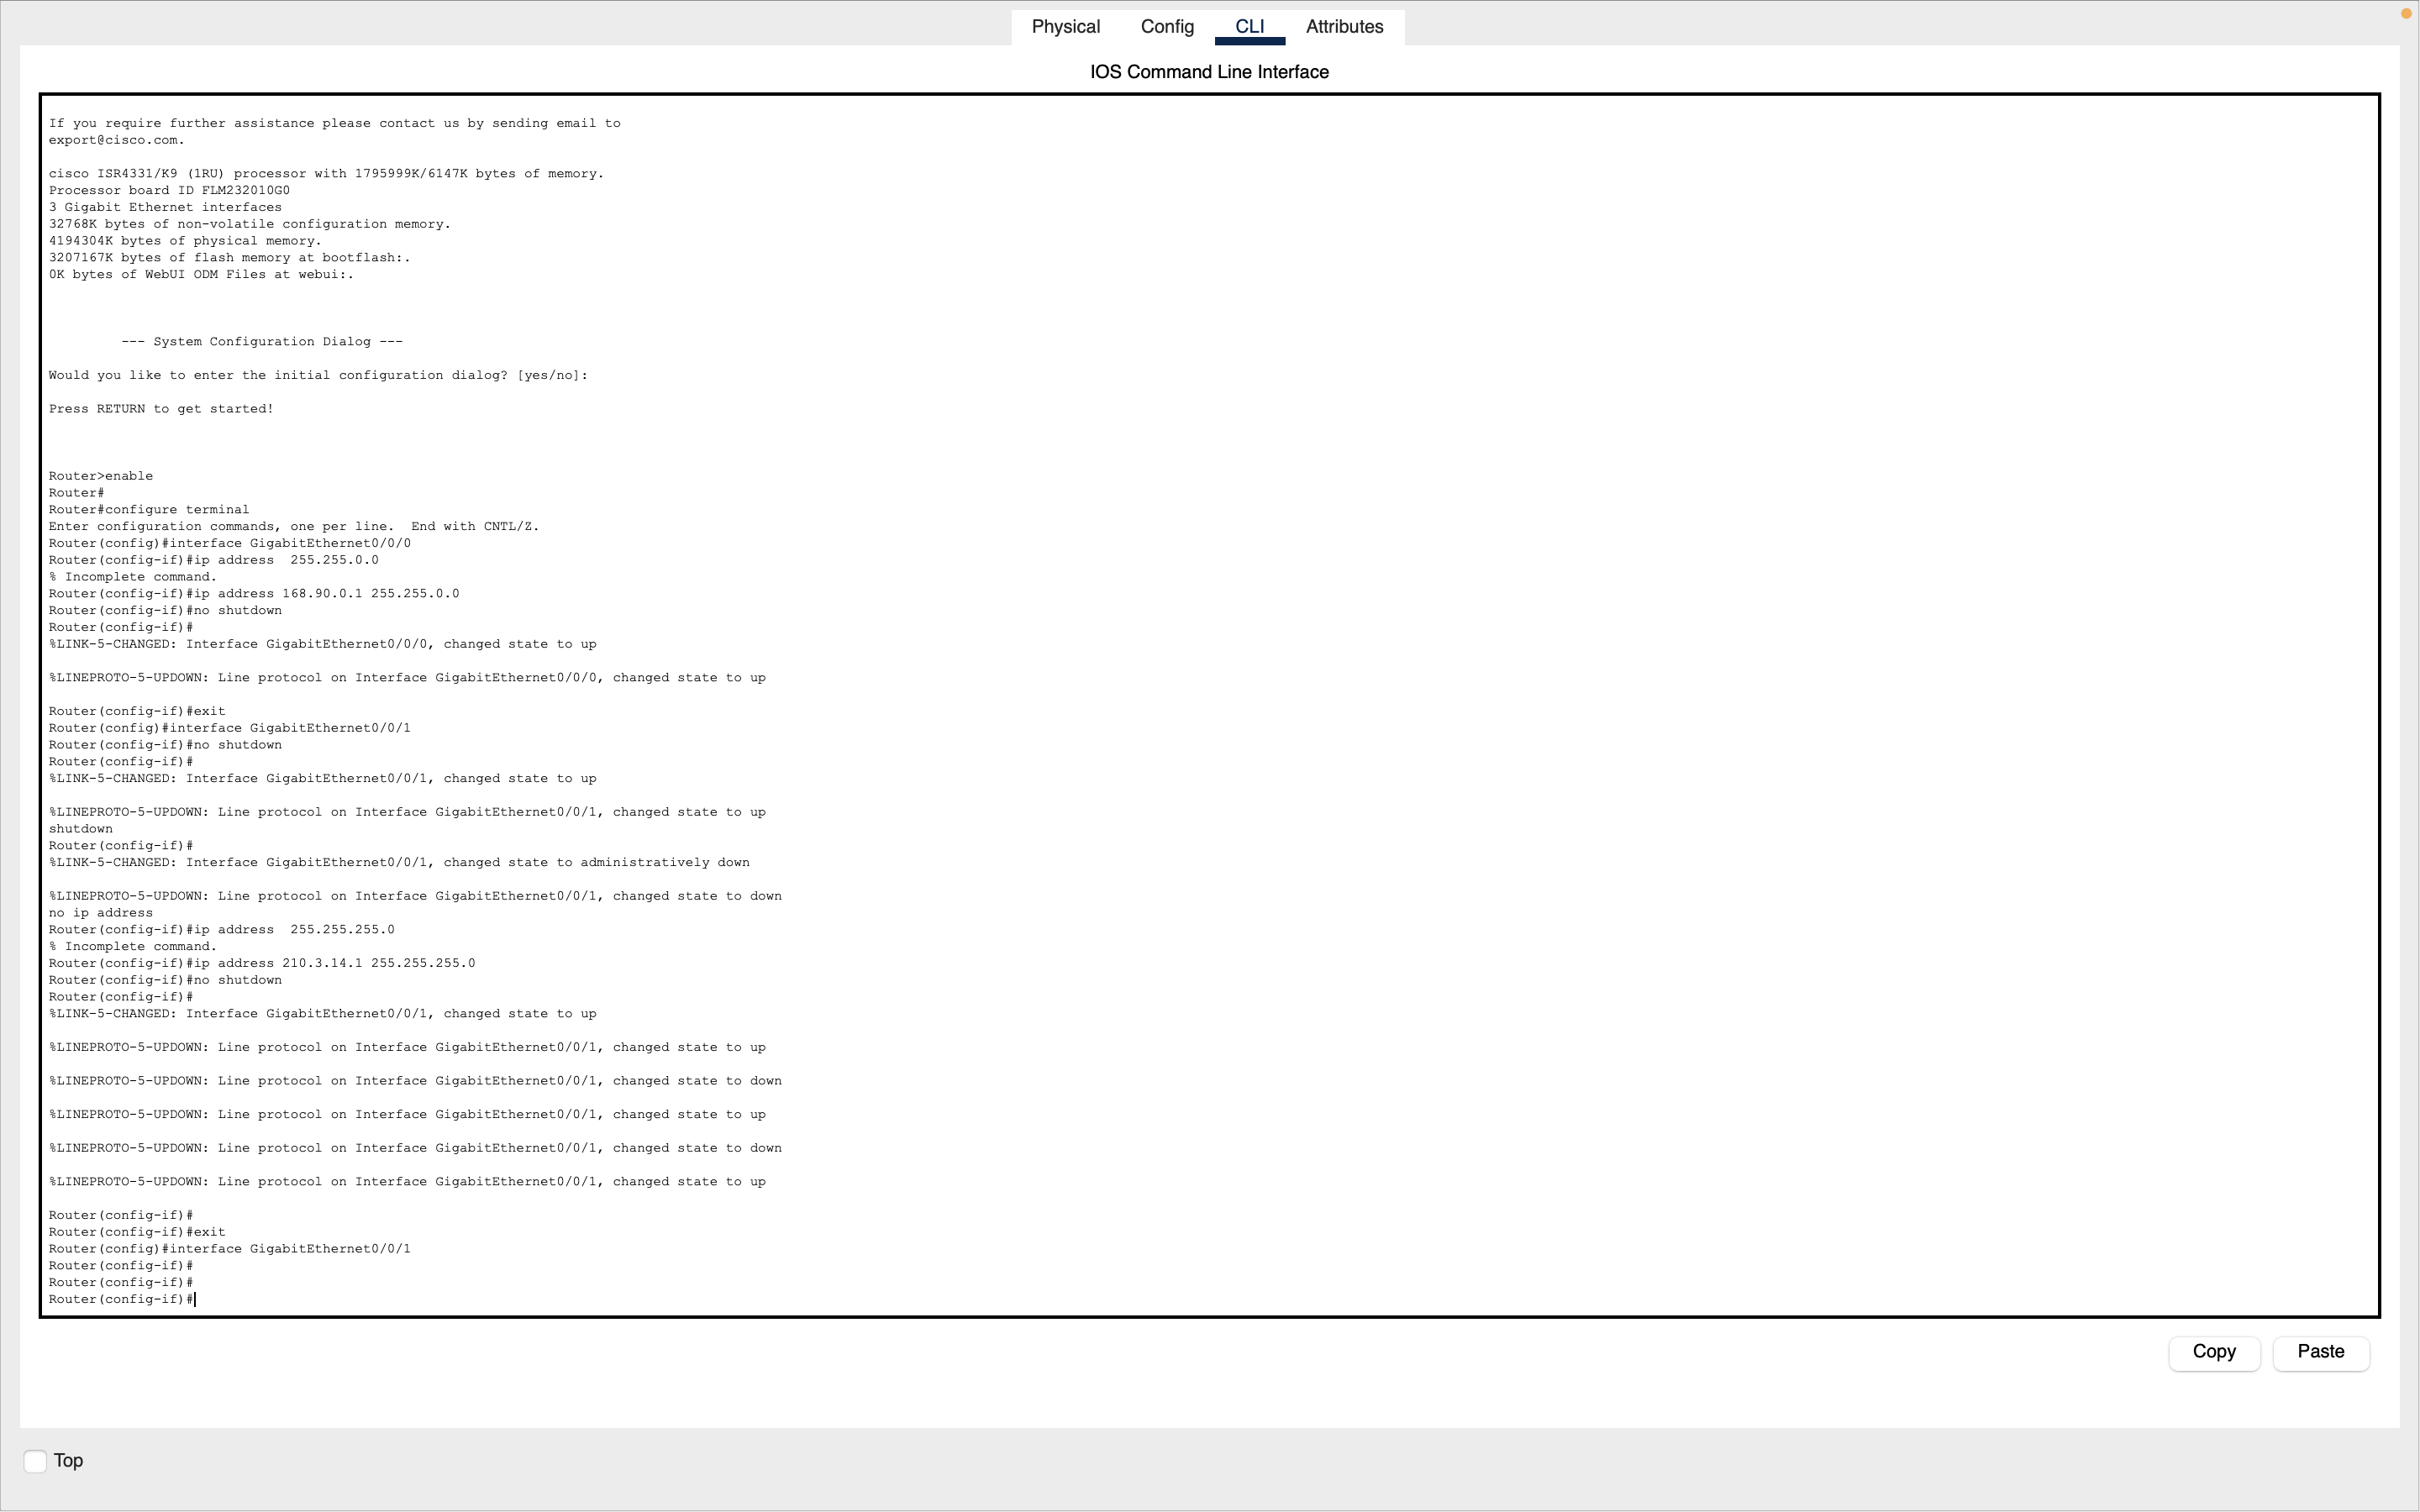 Physical Config CLI Attributes
IOS Command Line Interface
If you require further assistance please contact us by sending email to
export@cisco.com.
cisco ISR4331/K9 (1RU) processor with 1795999K/6147K bytes of memory.
Processor board ID FLM232010G0
3 Gigabit Ethernet interfaces
32768K bytes of non-volatile configuration memory.
4194304K bytes of physical memory.
3207167K bytes of flash memory at bootflash:.
0K bytes of WebUI ODM Files at webui:.
--- System Configuration Dialog ---
Would you like to enter the initial configuration dialog? [yes/no]:
Press RETURN to get started!
Router>enable
Router#
Router#configure terminal
Enter configuration commands, one per line.  End with CNTL/Z.
Router(config)#interface GigabitEthernet0/0/0
Router(config-if)#ip address  255.255.0.0
% Incomplete command.
Router(config-if)#ip address 168.90.0.1 255.255.0.0
Router(config-if)#no shutdown
Router(config-if)#
%LINK-5-CHANGED: Interface GigabitEthernet0/0/0, changed state to up
%LINEPROTO-5-UPDOWN: Line protocol on Interface GigabitEthernet0/0/0, changed state to up
Router(config-if)#exit
Router(config)#interface GigabitEthernet0/0/1
Router(config-if)#no shutdown
Router(config-if)#
%LINK-5-CHANGED: Interface GigabitEthernet0/0/1, changed state to up
%LINEPROTO-5-UPDOWN: Line protocol on Interface GigabitEthernet0/0/1, changed state to up
shutdown
Router(config-if)#
%LINK-5-CHANGED: Interface GigabitEthernet0/0/1, changed state to administratively down
%LINEPROTO-5-UPDOWN: Line protocol on Interface GigabitEthernet0/0/1, changed state to down
no ip address
Router(config-if)#ip address  255.255.255.0
% Incomplete command.
Router(config-if)#ip address 210.3.14.1 255.255.255.0
Router(config-if)#no shutdown
Router(config-if)#
%LINK-5-CHANGED: Interface GigabitEthernet0/0/1, changed state to up
%LINEPROTO-5-UPDOWN: Line protocol on Interface GigabitEthernet0/0/1, changed state to up
%LINEPROTO-5-UPDOWN: Line protocol on Interface GigabitEthernet0/0/1, changed state to down
%LINEPROTO-5-UPDOWN: Line protocol on Interface GigabitEthernet0/0/1, changed state to up
%LINEPROTO-5-UPDOWN: Line protocol on Interface GigabitEthernet0/0/1, changed state to down
%LINEPROTO-5-UPDOWN: Line protocol on Interface GigabitEthernet0/0/1, changed state to up
Router(config-if)#
Router(config-if)#exit
Router(config)#interface GigabitEthernet0/0/1
Router(config-if)#
Router(config-if)#
Router(config-if)#
Copy Paste
Top